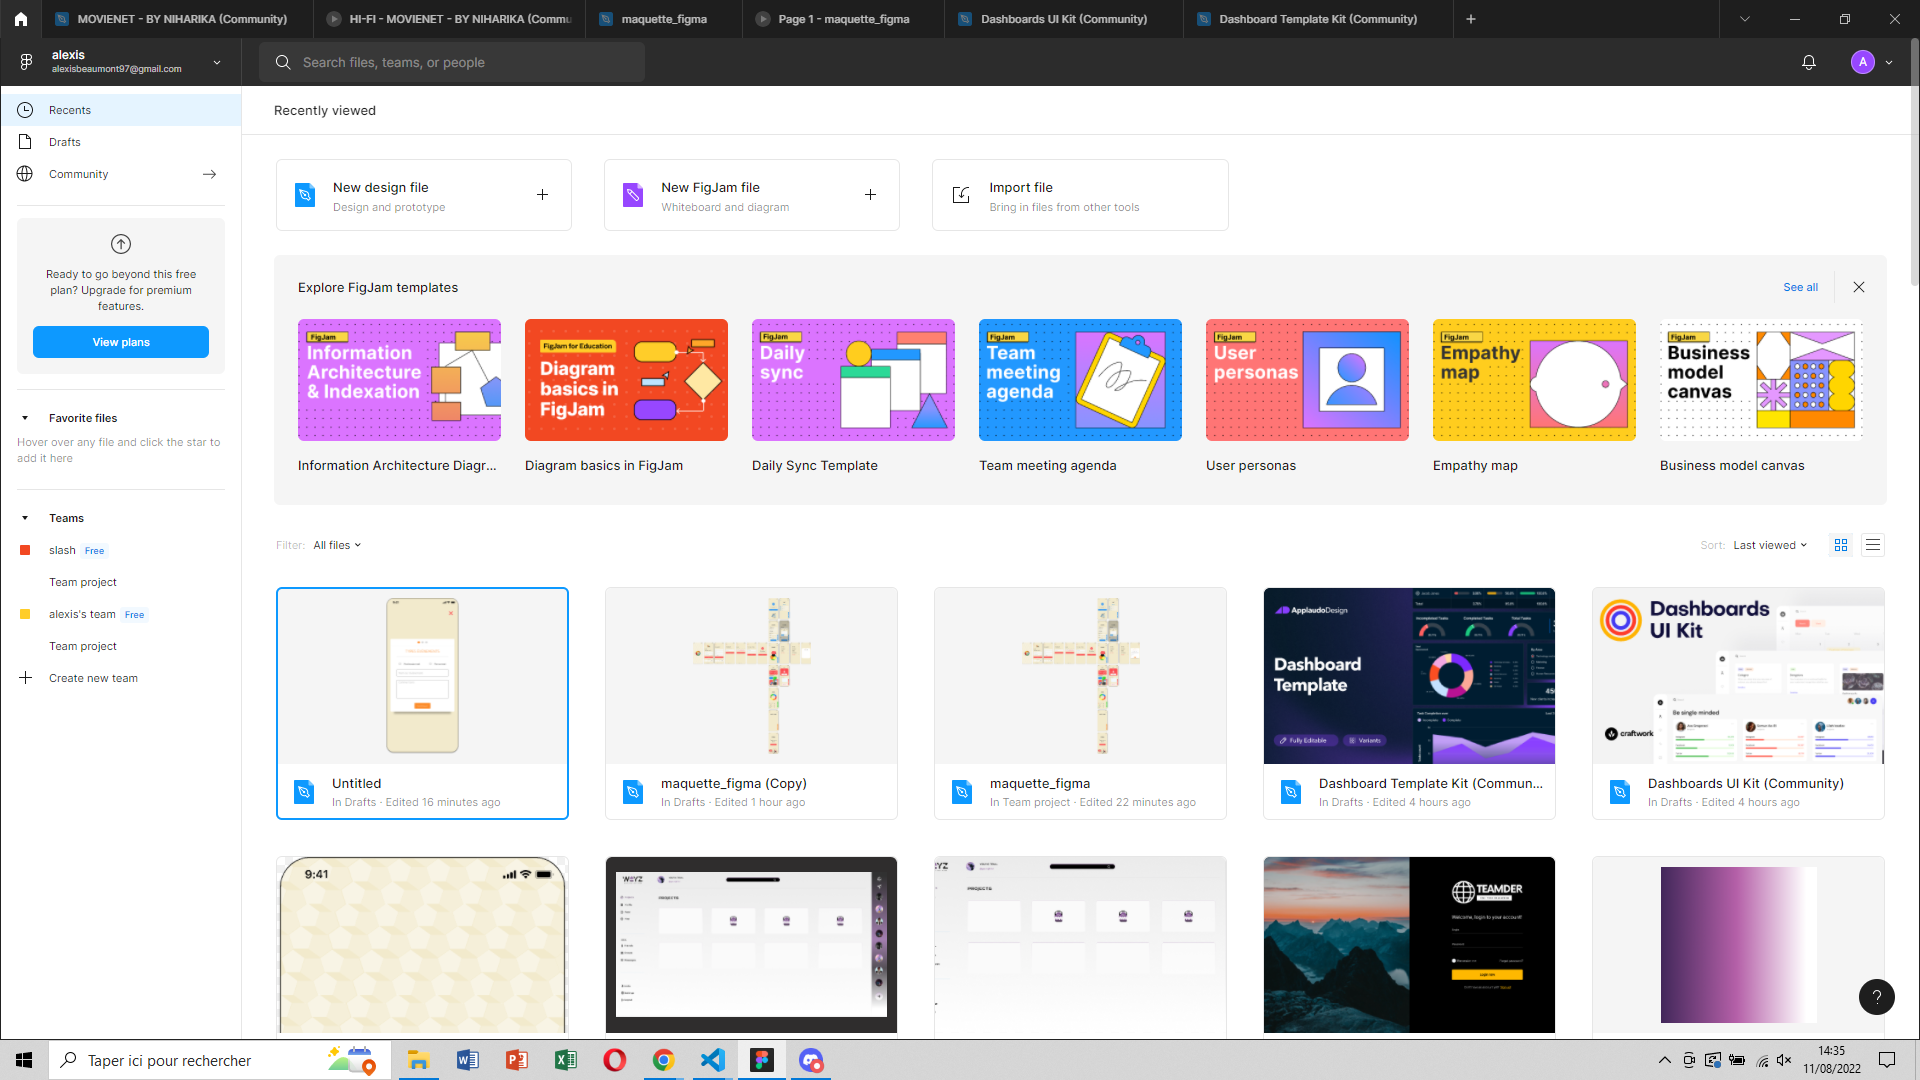 MOVIENET - BY NIHARIKA (Community)
HI-FI - MOVIENET - BY NIHARIKA (Commu
maquette_figma
Page 1 - maquette_figma
Dashboards UI Kit (Community)
Dashboard Template Kit (Community)
alexis
alexisbeaumont97@gmail.com
Search files, teams, or people
A
Recents
Drafts
Community
Ready to go beyond this free
plan? Upgrade for premium
features.
View plans
Favorite files
Hover over any file and click the star to
add it here
Teams
slash Free
Team project
alexis's team Free
Team project
Create new team
Recently viewed
New design file
Design and prototype
New FigJam file
Whiteboard and diagram
Import file
Bring in files from other tools
Explore FigJam templates
See all
FigJam
Information
Architecture
& Indexation
FigJam for Education
Diagram
basics in
FigJam
FigJam
Daily
sync
FigJam
Team
meeting
agenda
FigJam
User
personas
FigJam
Empathy
map
FigJam
Business
model
canvas
Information Architecture Diagr...
Diagram basics in FigJam
Daily Sync Template
Team meeting agenda
User personas
Empathy map
Business model canvas
Filter: All files
Sort: Last viewed
ApplaudoDesign
Dashboard
Template
Fully Editable
Variants
Dashboards
UI Kit
Be single minded
craftwork
Untitled
In Drafts · Edited 16 minutes ago
maquette_figma (Copy)
In Drafts · Edited 1 hour ago
maquette_figma
In Team project · Edited 22 minutes ago
Dashboard Template Kit (Commun...
In Drafts · Edited 4 hours ago
Dashboards UI Kit (Community)
In Drafts · Edited 4 hours ago
9:41
PROJECTS
PROJECTS
TEAMDER
Welcome, login to your account!
?
Taper ici pour rechercher
14:35
11/08/2022